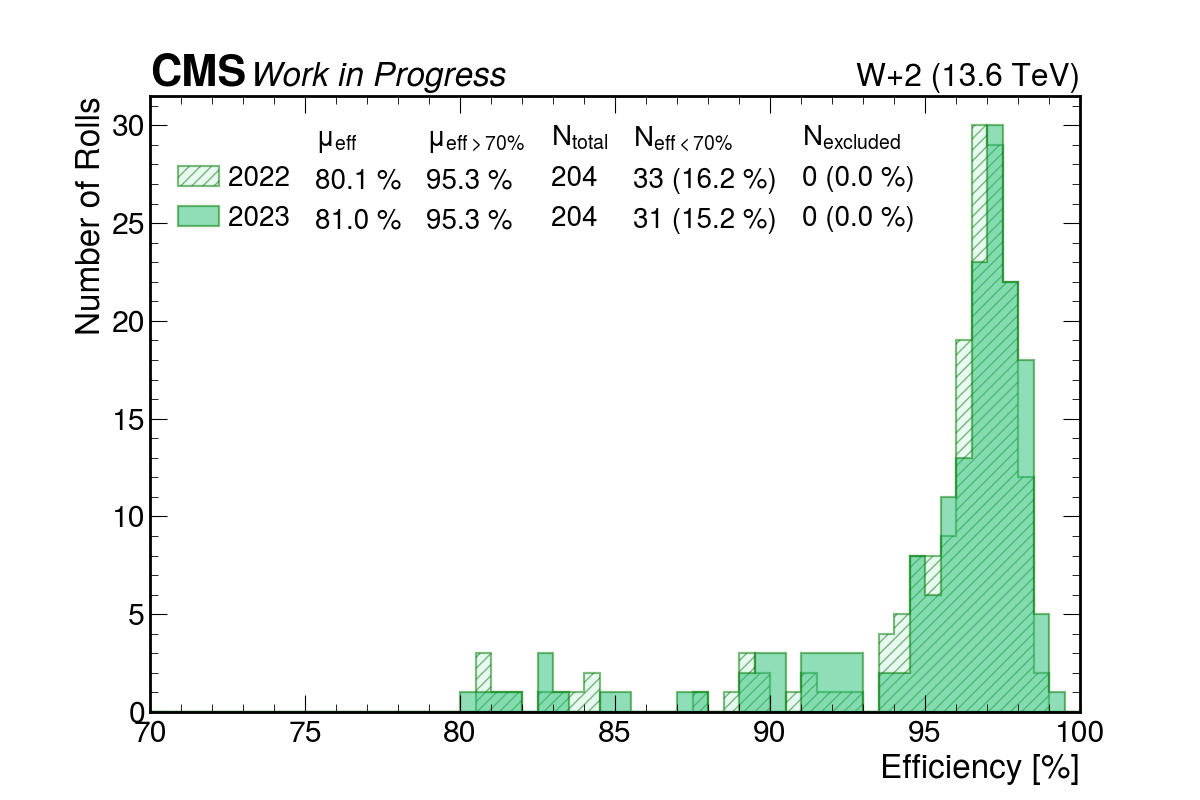 CMS Work in Progress W+2 (13.6 TeV)
Number of Rolls
μeff μeff > 70% Ntotal Neff < 70% Nexcluded
2022 80.1 % 95.3 % 204 33 (16.2 %) 0 (0.0 %)
2023 81.0 % 95.3 % 204 31 (15.2 %) 0 (0.0 %)
30
25
20
15
10
5
0
70 75 80 85 90 95 100
Efficiency [%]